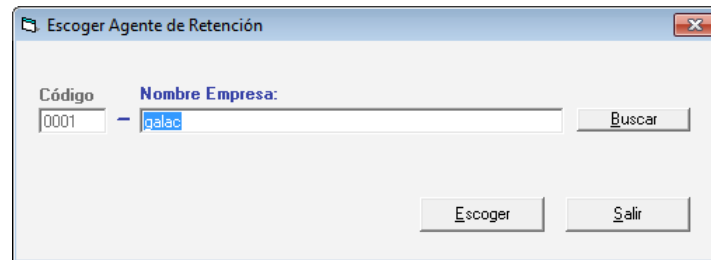 Escoger Agente de Retención
Código Nombre Empresa:
0001 – galac Buscar
Escoger Salir